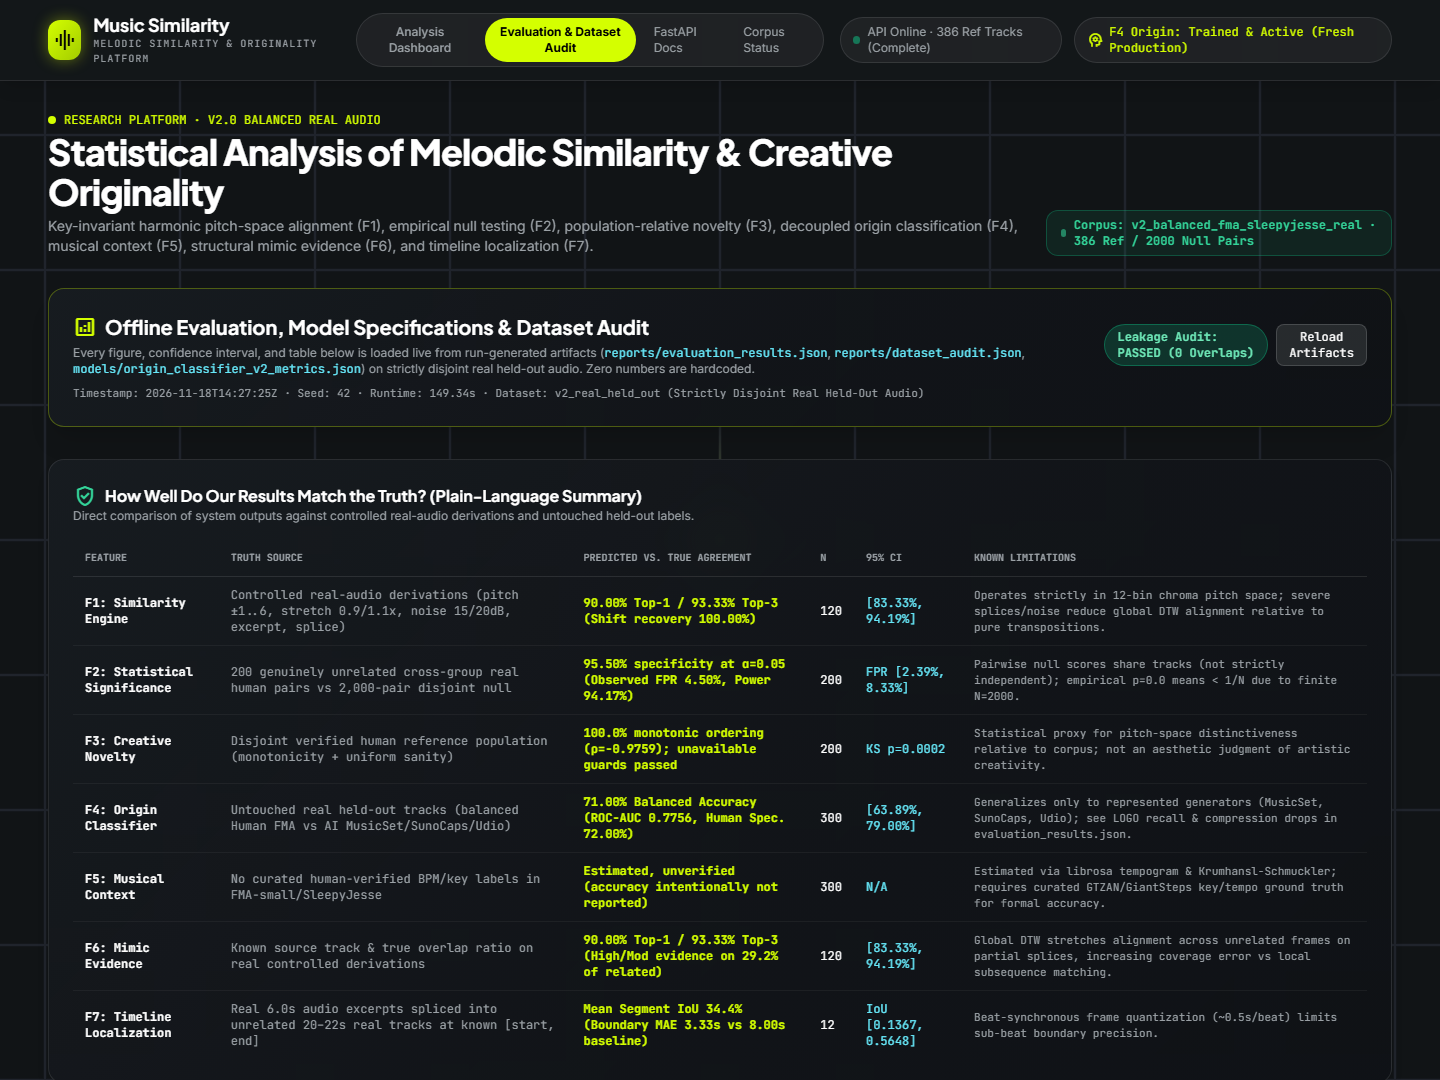 Music Similarity
MELODIC SIMILARITY & ORIGINALITY
PLATFORM
Analysis
Dashboard
Evaluation & Dataset
Audit
FastAPI
Docs
Corpus
Status
API Online · 386 Ref Tracks
(Complete)
F4 Origin: Trained & Active (Fresh
Production)
RESEARCH PLATFORM · V2.0 BALANCED REAL AUDIO
Statistical Analysis of Melodic Similarity & Creative
Originality
Key-invariant harmonic pitch-space alignment (F1), empirical null testing (F2), population-relative novelty (F3), decoupled origin classification (F4),
musical context (F5), structural mimic evidence (F6), and timeline localization (F7).
Corpus: v2_balanced_fma_sleepyjesse_real ·
386 Ref / 2000 Null Pairs
Offline Evaluation, Model Specifications & Dataset Audit
Every figure, confidence interval, and table below is loaded live from run-generated artifacts (reports/evaluation_results.json, reports/dataset_audit.json,
models/origin_classifier_v2_metrics.json) on strictly disjoint real held-out audio. Zero numbers are hardcoded.
Timestamp: 2026-11-18T14:27:25Z · Seed: 42 · Runtime: 149.34s · Dataset: v2_real_held_out (Strictly Disjoint Real Held-Out Audio)
Leakage Audit:
PASSED (0 Overlaps)
Reload
Artifacts
How Well Do Our Results Match the Truth? (Plain-Language Summary)
Direct comparison of system outputs against controlled real-audio derivations and untouched held-out labels.
FEATURE TRUTH SOURCE PREDICTED VS. TRUE AGREEMENT N 95% CI KNOWN LIMITATIONS
F1: Similarity
Engine
Controlled real-audio derivations (pitch
±1..6, stretch 0.9/1.1x, noise 15/20dB,
excerpt, splice)
90.00% Top-1 / 93.33% Top-3
(Shift recovery 100.00%)
120
[83.33%,
94.19%]
Operates strictly in 12-bin chroma pitch space; severe
splices/noise reduce global DTW alignment relative to
pure transpositions.
F2: Statistical
Significance
200 genuinely unrelated cross-group real
human pairs vs 2,000-pair disjoint null
95.50% specificity at α=0.05
(Observed FPR 4.50%, Power
94.17%)
200
FPR [2.39%,
8.33%]
Pairwise null scores share tracks (not strictly
independent); empirical p=0.0 means < 1/N due to finite
N=2000.
F3: Creative
Novelty
Disjoint verified human reference population
(monotonicity + uniform sanity)
100.0% monotonic ordering
(ρ=-0.9759); unavailable
guards passed
200
KS p=0.0002
Statistical proxy for pitch-space distinctiveness
relative to corpus; not an aesthetic judgment of artistic
creativity.
F4: Origin
Classifier
Untouched real held-out tracks (balanced
Human FMA vs AI MusicSet/SunoCaps/Udio)
71.00% Balanced Accuracy
(ROC-AUC 0.7756, Human Spec.
72.00%)
300
[63.89%,
79.00%]
Generalizes only to represented generators (MusicSet,
SunoCaps, Udio); see LOGO recall & compression drops in
evaluation_results.json.
F5: Musical
Context
No curated human-verified BPM/key labels in
FMA-small/SleepyJesse
Estimated, unverified
(accuracy intentionally not
reported)
300
N/A
Estimated via librosa tempogram & Krumhansl-Schmuckler;
requires curated GTZAN/GiantSteps key/tempo ground truth
for formal accuracy.
F6: Mimic
Evidence
Known source track & true overlap ratio on
real controlled derivations
90.00% Top-1 / 93.33% Top-3
(High/Mod evidence on 29.2%
of related)
120
[83.33%,
94.19%]
Global DTW stretches alignment across unrelated frames on
partial splices, increasing coverage error vs local
subsequence matching.
F7: Timeline
Localization
Real 6.0s audio excerpts spliced into
unrelated 20-22s real tracks at known [start,
end]
Mean Segment IoU 34.4%
(Boundary MAE 3.33s vs 8.00s
baseline)
12
IoU
[0.1367,
0.5648]
Beat-synchronous frame quantization (~0.5s/beat) limits
sub-beat boundary precision.